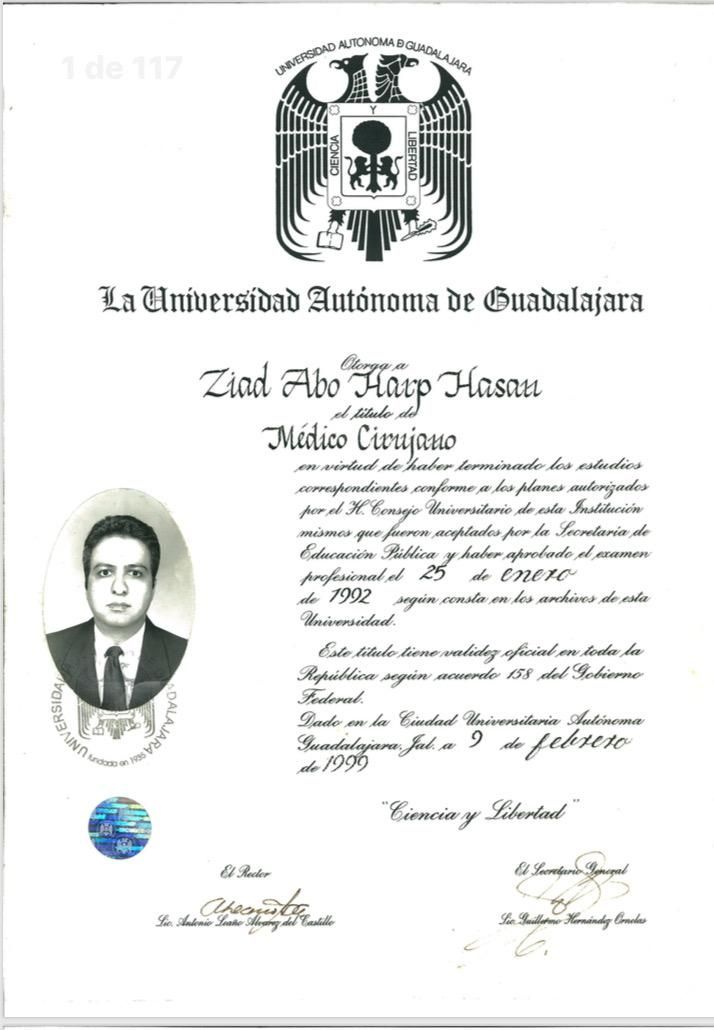 1 de 117
UNIVERSIDAD AUTONOMA D GUADALAJARA
Y
CIENCIA
LIBERTAD
La Universidad Autónoma de Guadalajara
Otorga a
Ziad Abo Harp Hasan
el título de
Médico Cirujano
en virtud de haber terminado los estudios
correspondientes conforme a los planes autorizados
por el H. Consejo Universitario de esta Institución
mismos que fueron aceptados por la Secretaría de
Educación Pública y haber aprobado el examen
profesional el 25 de enero
de 1992 según consta en los archivos de esta
Universidad.
Este título tiene validez oficial en toda la
República según acuerdo 158 del Gobierno
Federal.
Dado en la Ciudad Universitaria Autónoma
Guadalajara, Jal. a 9 de febrero
de 1999
"Ciencia y Libertad"
fundada en 1935
El Rector
El Secretario General
Lic. Antonio Leaño Alvarez del Castillo
Lic. Guillermo Hernández Ornelas